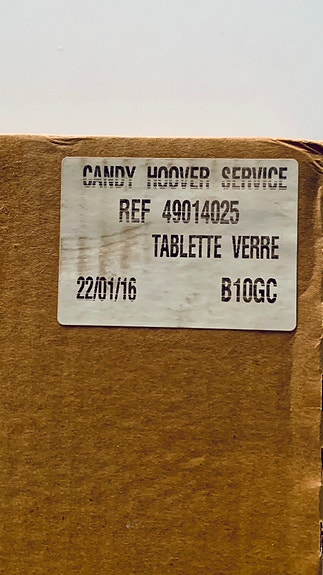 CANDY HOOVER SERVICE
REF 49014025
TABLETTE VERRE
22/01/16 B10GC